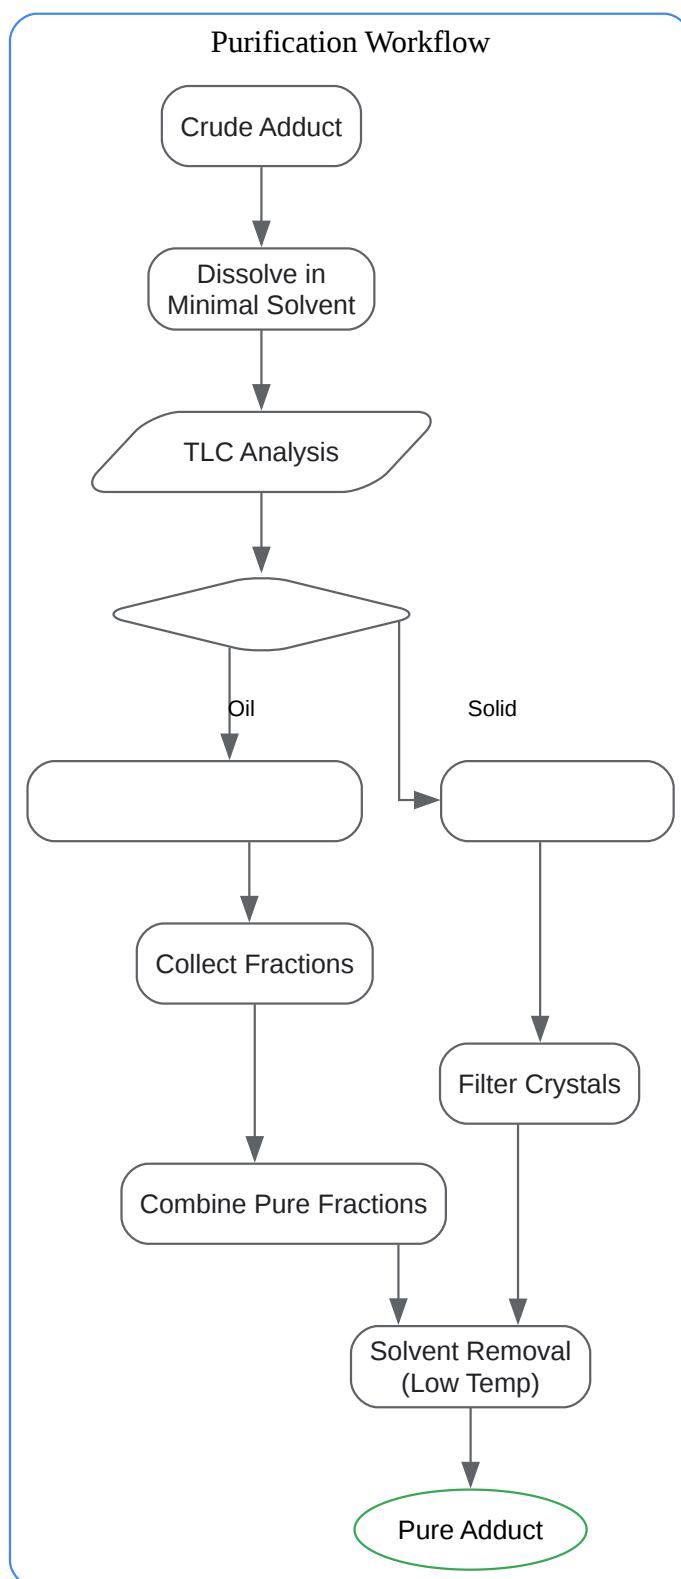 Purification Workflow
Crude Adduct
Dissolve in
Minimal Solvent
TLC Analysis
Oil
Solid
Collect Fractions
Filter Crystals
Combine Pure Fractions
Solvent Removal
(Low Temp)
Pure Adduct